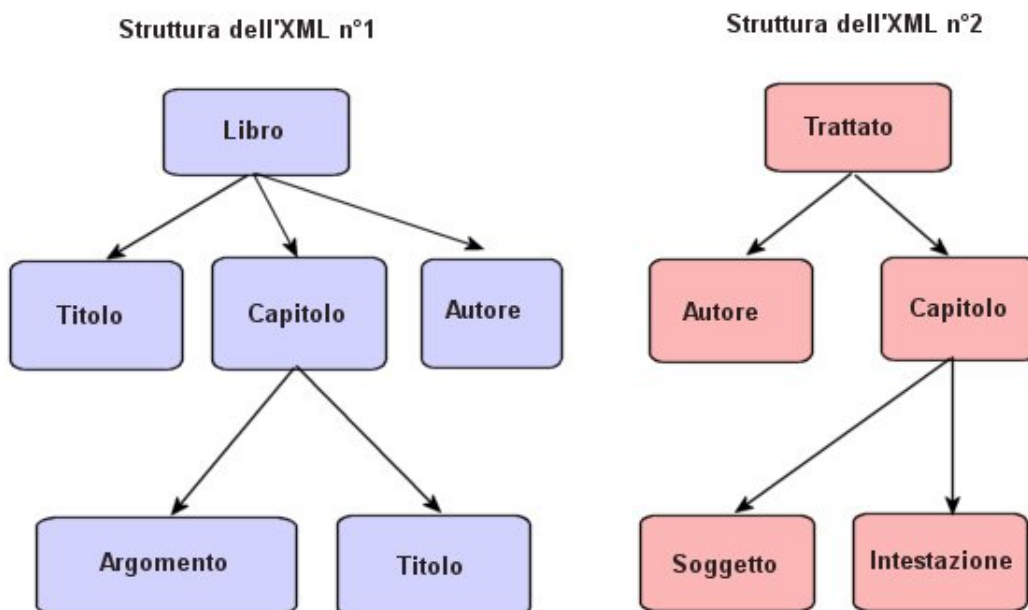 Struttura dell'XML n°1
Libro
Titolo
Capitolo
Autore
Argomento
Titolo
Struttura dell'XML n°2
Trattato
Autore
Capitolo
Soggetto
Intestazione